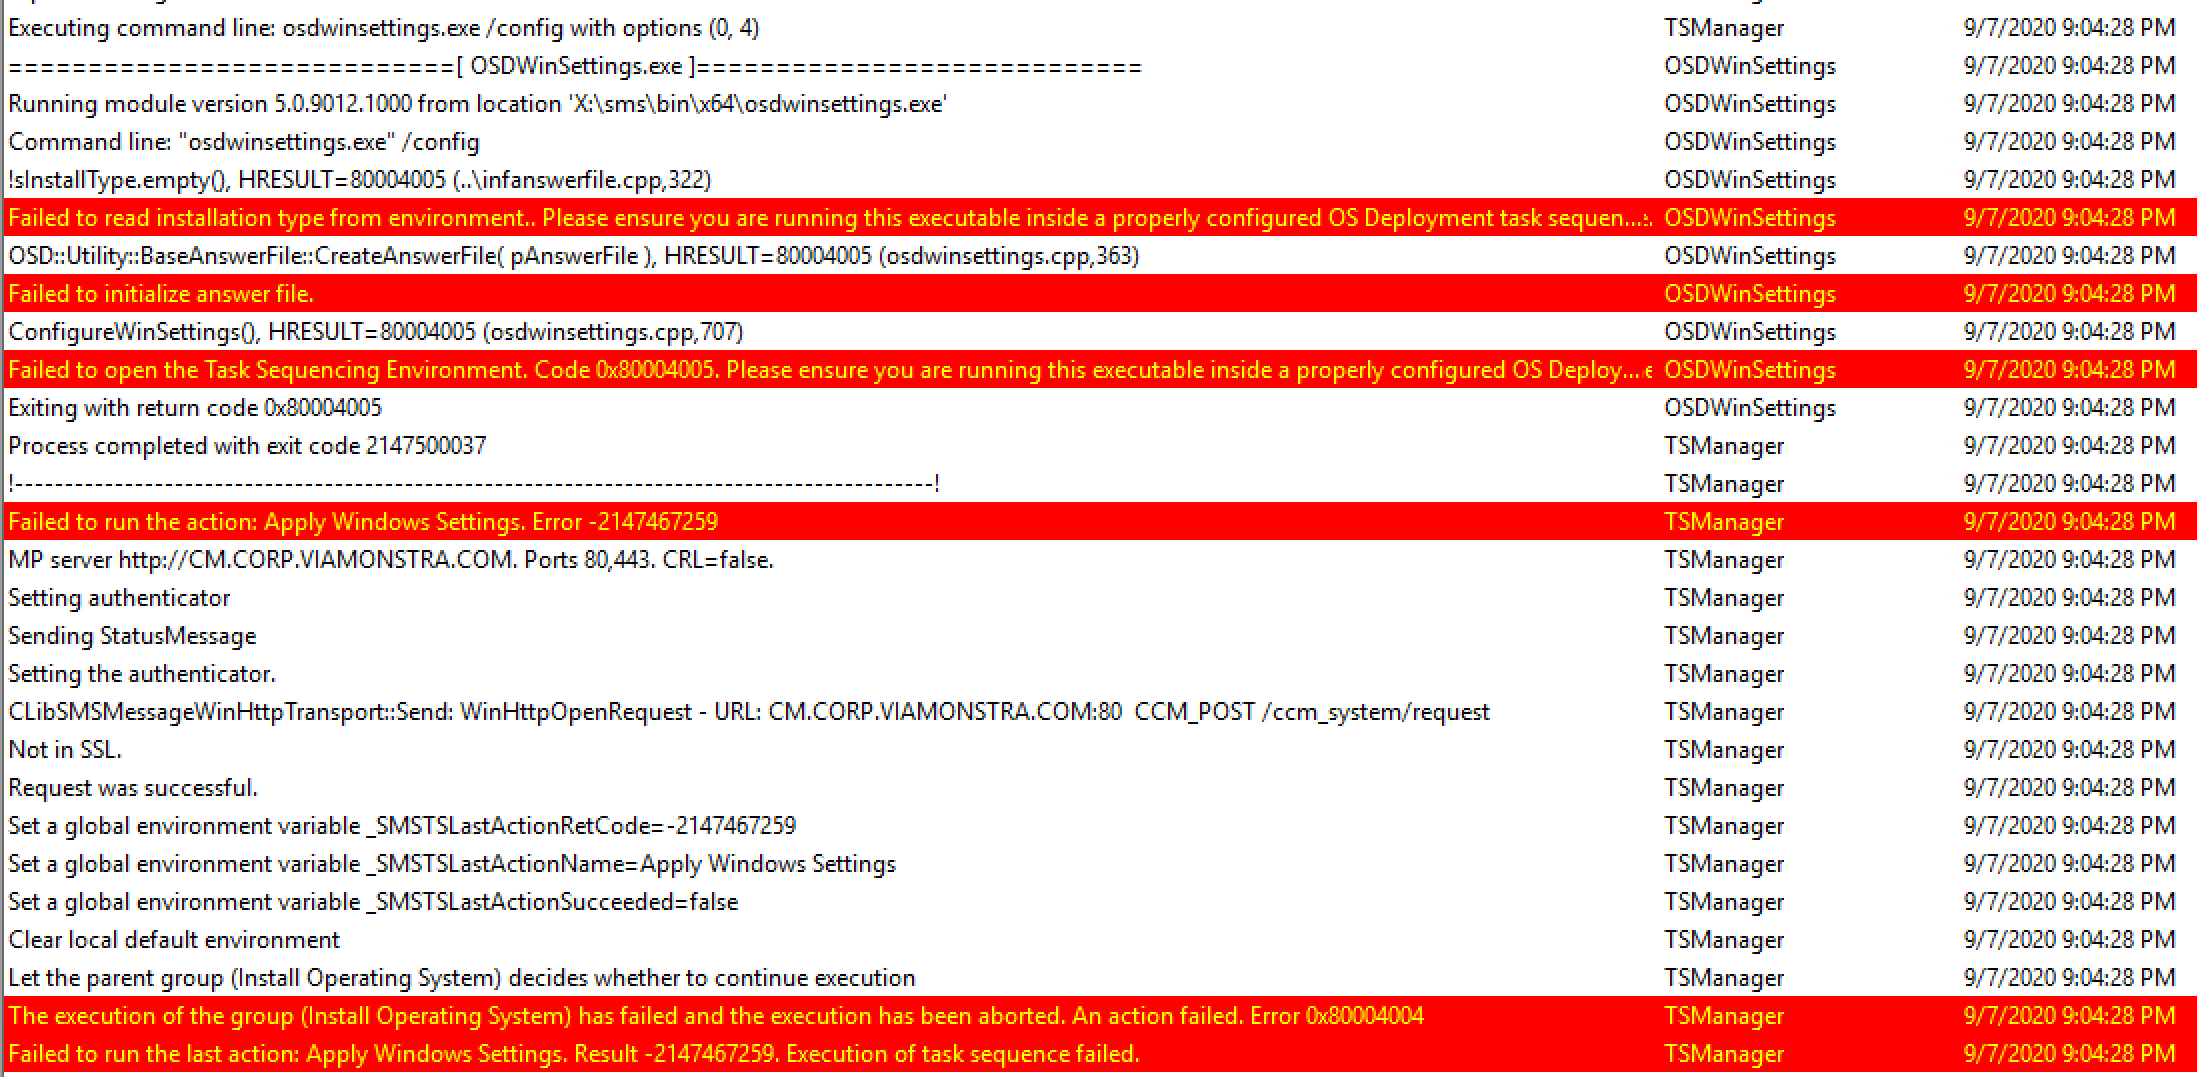 Executing command line: osdwinsettings.exe /config with options (0, 4) TSManager 9/7/2020 9:04:28 PM
============================[ OSDWinSettings.exe ]============================ OSDWinSettings 9/7/2020 9:04:28 PM
Running module version 5.0.9012.1000 from location 'X:\sms\bin\x64\osdwinsettings.exe' OSDWinSettings 9/7/2020 9:04:28 PM
Command line: "osdwinsettings.exe" /config OSDWinSettings 9/7/2020 9:04:28 PM
!sInstallType.empty(), HRESULT=80004005 (..\infanswerfile.cpp,322) OSDWinSettings 9/7/2020 9:04:28 PM
Failed to read installation type from environment.. Please ensure you are running this executable inside a properly configured OS Deployment task sequen... OSDWinSettings 9/7/2020 9:04:28 PM
OSD::Utility::BaseAnswerFile::CreateAnswerFile( pAnswerFile ), HRESULT=80004005 (osdwinsettings.cpp,363) OSDWinSettings 9/7/2020 9:04:28 PM
Failed to initialize answer file. OSDWinSettings 9/7/2020 9:04:28 PM
ConfigureWinSettings(), HRESULT=80004005 (osdwinsettings.cpp,707) OSDWinSettings 9/7/2020 9:04:28 PM
Failed to open the Task Sequencing Environment. Code 0x80004005. Please ensure you are running this executable inside a properly configured OS Deploy... OSDWinSettings 9/7/2020 9:04:28 PM
Exiting with return code 0x80004005 OSDWinSettings 9/7/2020 9:04:28 PM
Process completed with exit code 2147500037 TSManager 9/7/2020 9:04:28 PM
!--------------------------------------------------------------------------------------------! TSManager 9/7/2020 9:04:28 PM
Failed to run the action: Apply Windows Settings. Error -2147467259 TSManager 9/7/2020 9:04:28 PM
MP server http://CM.CORP.VIAMONSTRA.COM. Ports 80,443. CRL=false. TSManager 9/7/2020 9:04:28 PM
Setting authenticator TSManager 9/7/2020 9:04:28 PM
Sending StatusMessage TSManager 9/7/2020 9:04:28 PM
Setting the authenticator. TSManager 9/7/2020 9:04:28 PM
CLibSMSMessageWinHttpTransport::Send: WinHttpOpenRequest - URL: CM.CORP.VIAMONSTRA.COM:80  CCM_POST /ccm_system/request TSManager 9/7/2020 9:04:28 PM
Not in SSL. TSManager 9/7/2020 9:04:28 PM
Request was successful. TSManager 9/7/2020 9:04:28 PM
Set a global environment variable _SMSTSLastActionRetCode=-2147467259 TSManager 9/7/2020 9:04:28 PM
Set a global environment variable _SMSTSLastActionName=Apply Windows Settings TSManager 9/7/2020 9:04:28 PM
Set a global environment variable _SMSTSLastActionSucceeded=false TSManager 9/7/2020 9:04:28 PM
Clear local default environment TSManager 9/7/2020 9:04:28 PM
Let the parent group (Install Operating System) decides whether to continue execution TSManager 9/7/2020 9:04:28 PM
The execution of the group (Install Operating System) has failed and the execution has been aborted. An action failed. Error 0x80004004 TSManager 9/7/2020 9:04:28 PM
Failed to run the last action: Apply Windows Settings. Result -2147467259. Execution of task sequence failed. TSManager 9/7/2020 9:04:28 PM